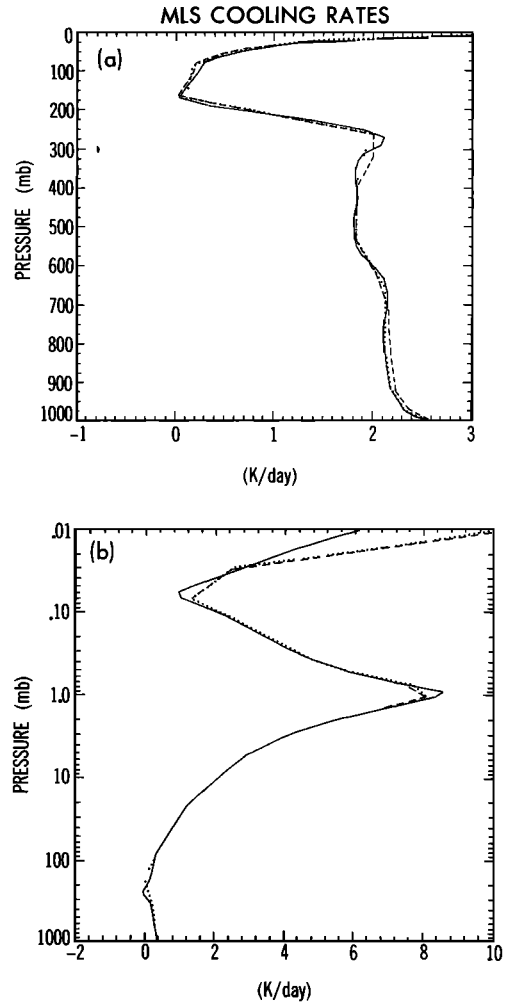 MLS COOLING RATES
(a)
0
100
200
300
400
500
600
700
800
900
1000
PRESSURE (mb)
-1 0 1 2 3
(K/day)
(b)
.01
.10
1.0
10
100
1000
PRESSURE (mb)
-2 0 2 4 6 8 10
(K/day)